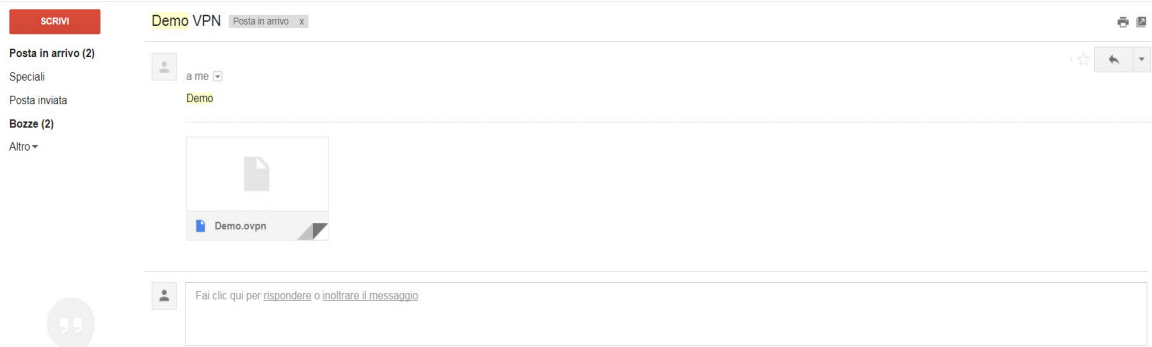 SCRIVI
Posta in arrivo (2)
Speciali
Posta inviata
Bozze (2)
Altro
Demo VPN Posta in arrivo x
a me
Demo
Demo.ovpn
Fai clic qui per rispondere o inoltrare il messaggio